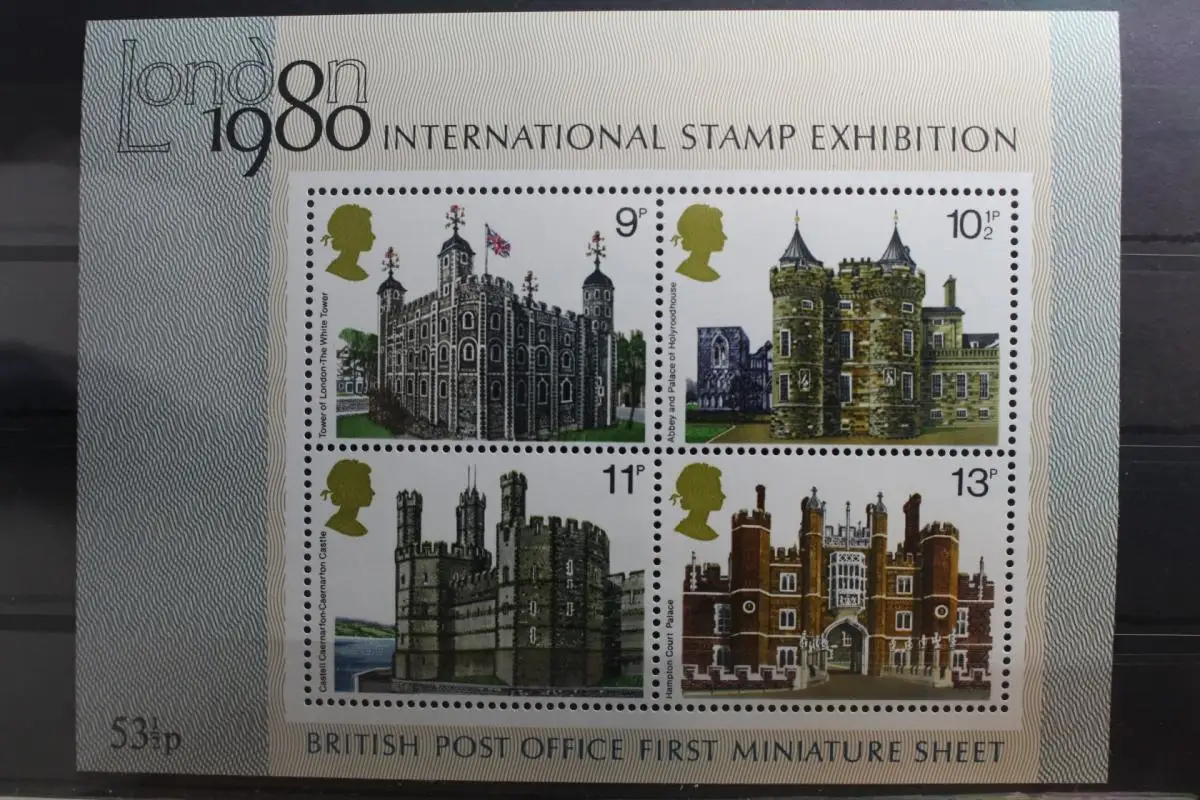 London
1980 INTERNATIONAL STAMP EXHIBITION
9P
Tower of London·The White Tower
10½P
Abbey and Palace of Holyroodhouse
11P
Castell Caernarfon·Caernarfon Castle
13P
Hampton Court Palace
53½p
BRITISH POST OFFICE FIRST MINIATURE SHEET